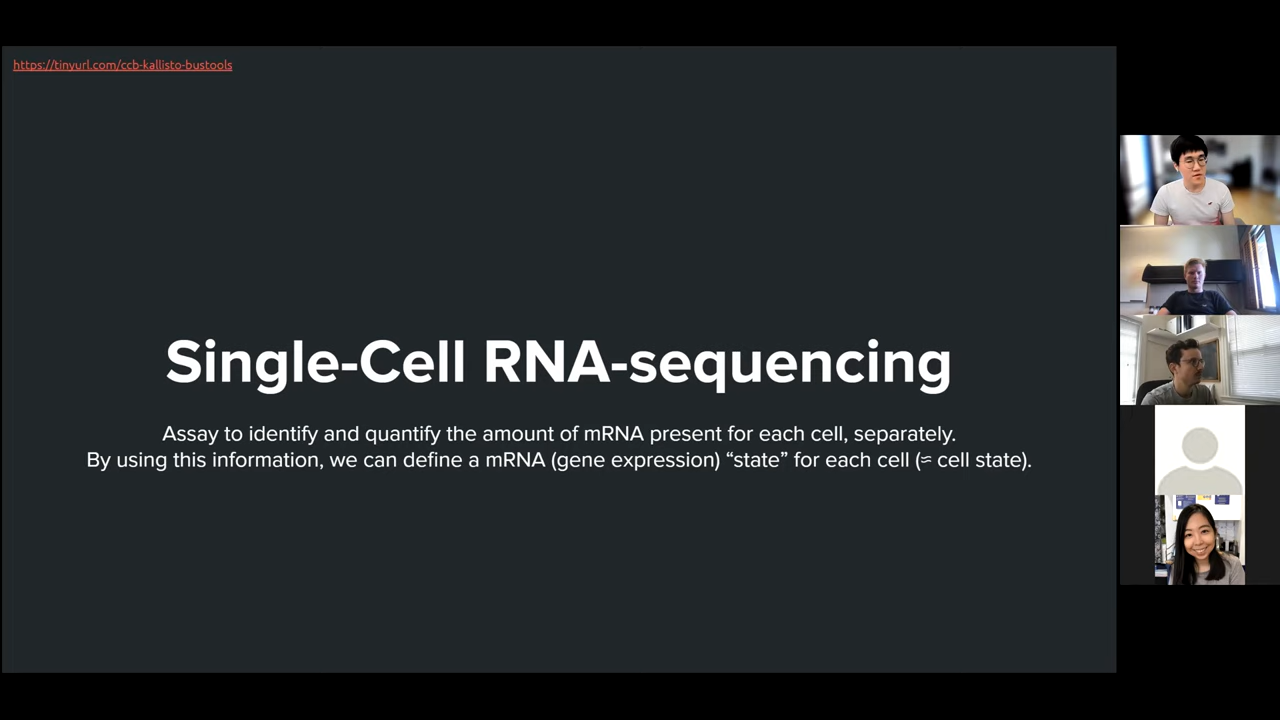 https://tinyurl.com/ccb-kallisto-bustools
Single-Cell RNA-sequencing
Assay to identify and quantify the amount of mRNA present for each cell, separately.
By using this information, we can define a mRNA (gene expression) “state” for each cell (≂ cell state).